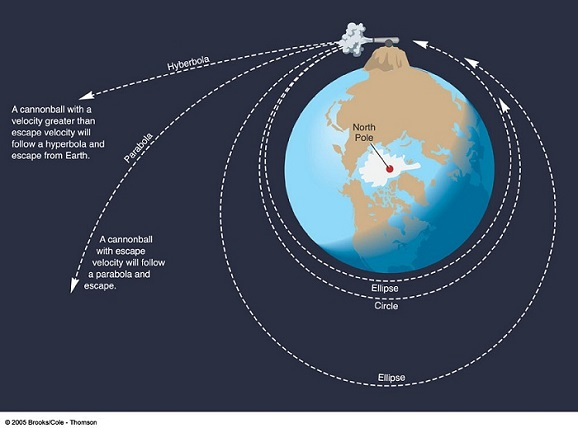 Hyberbola
A cannonball with a
velocity greater than
escape velocity will
follow a hyperbola and
escape from Earth.
Parabola
A cannonball
with escape
velocity will follow
a parabola and
escape.
North
Pole
Ellipse
Circle
Ellipse
© 2005 Brooks/Cole - Thomson